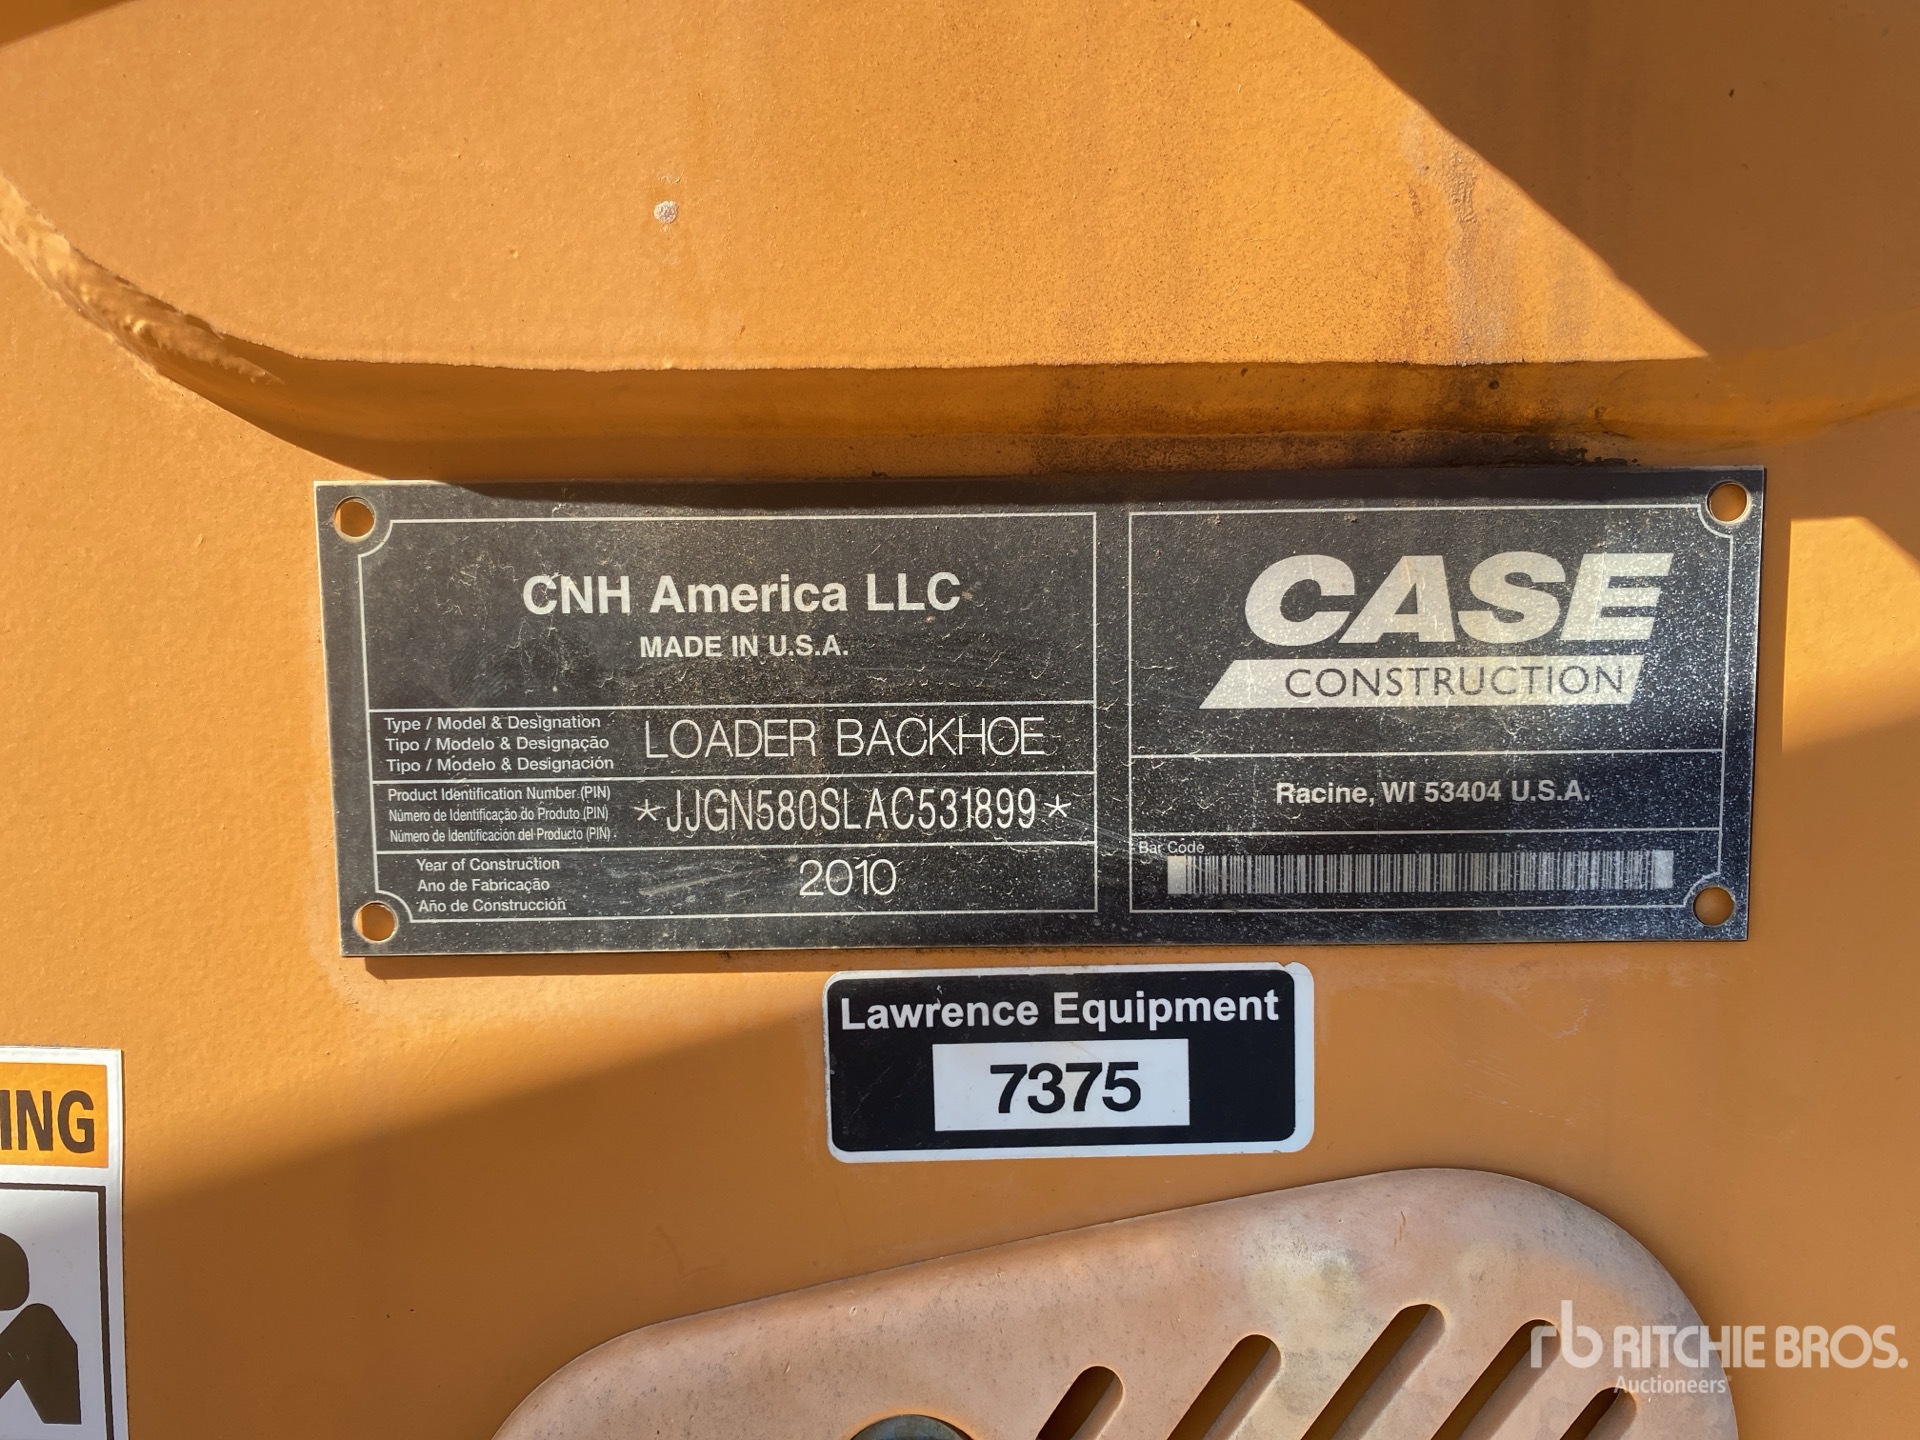 CNH America LLC
MADE IN U.S.A.
Type / Model & Designation
Tipo / Modelo & Designação
Tipo / Modelo & Designación
LOADER BACKHOE
Product Identification Number (PIN)
Número de Identificação do Produto (PIN)
Número de Identificación del Producto (PIN)
*JJGN580SLAC531899*
Year of Construction
Ano de Fabricação
Año de Construcción
2010
CASE
CONSTRUCTION
Racine, WI 53404 U.S.A.
Bar Code
Lawrence Equipment
7375
ING
rb RITCHIE BROS.
Auctioneers